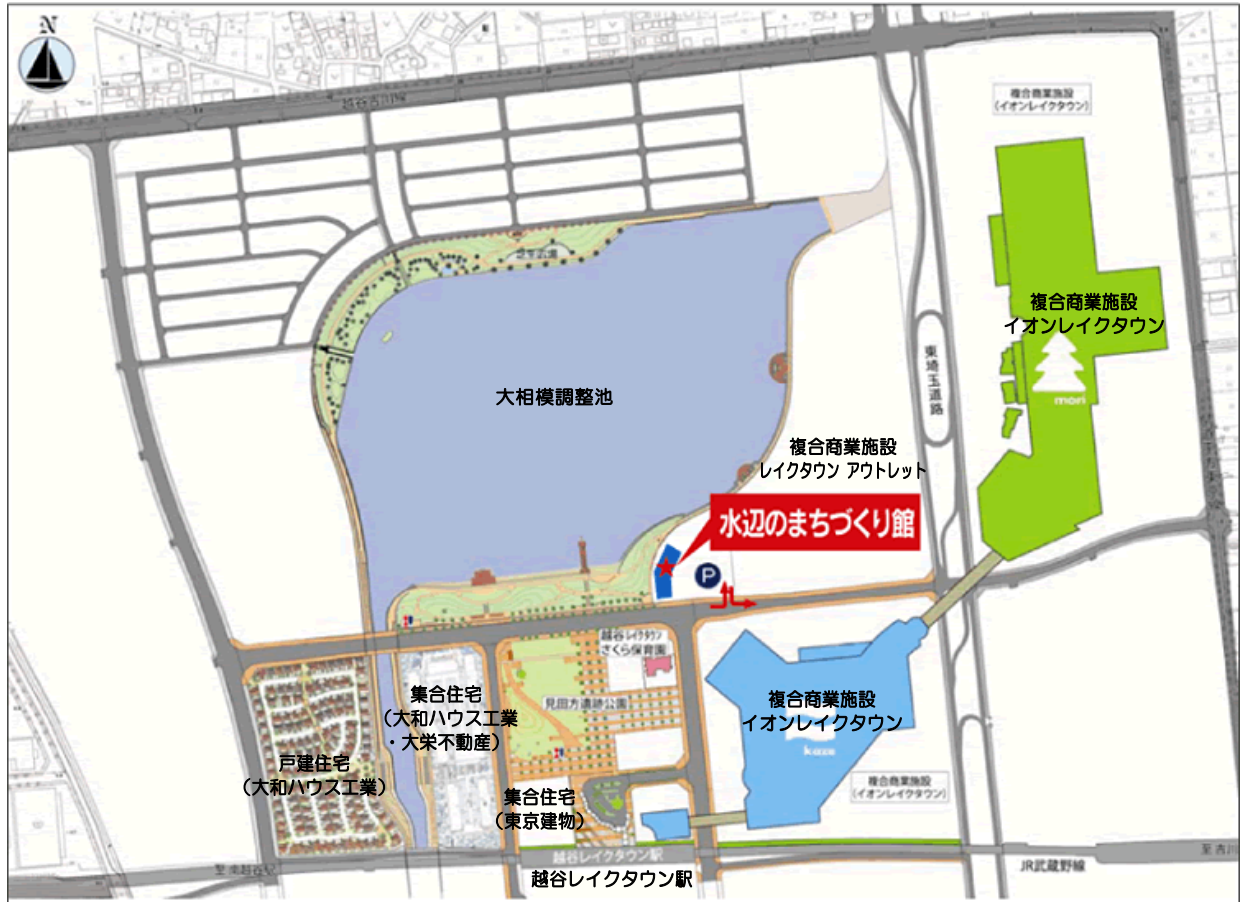 N
越谷吉川線
複合商業施設
(イオンレイクタウン)
芝生広場
複合商業施設
イオンレイクタウン
mori
東埼玉道路
大相模調整池
複合商業施設
レイクタウン アウトレット
水辺のまちづくり館
P
越谷レイクタウン
さくら保育園
見田方遺跡公園
集合住宅
(大和ハウス工業
・大栄不動産)
複合商業施設
イオンレイクタウン
kaze
戸建住宅
(大和ハウス工業)
複合商業施設
(イオンレイクタウン)
集合住宅
(東京建物)
越谷レイクタウン駅
越谷レイクタウン駅
至 南越谷駅
JR武蔵野線
至 吉川